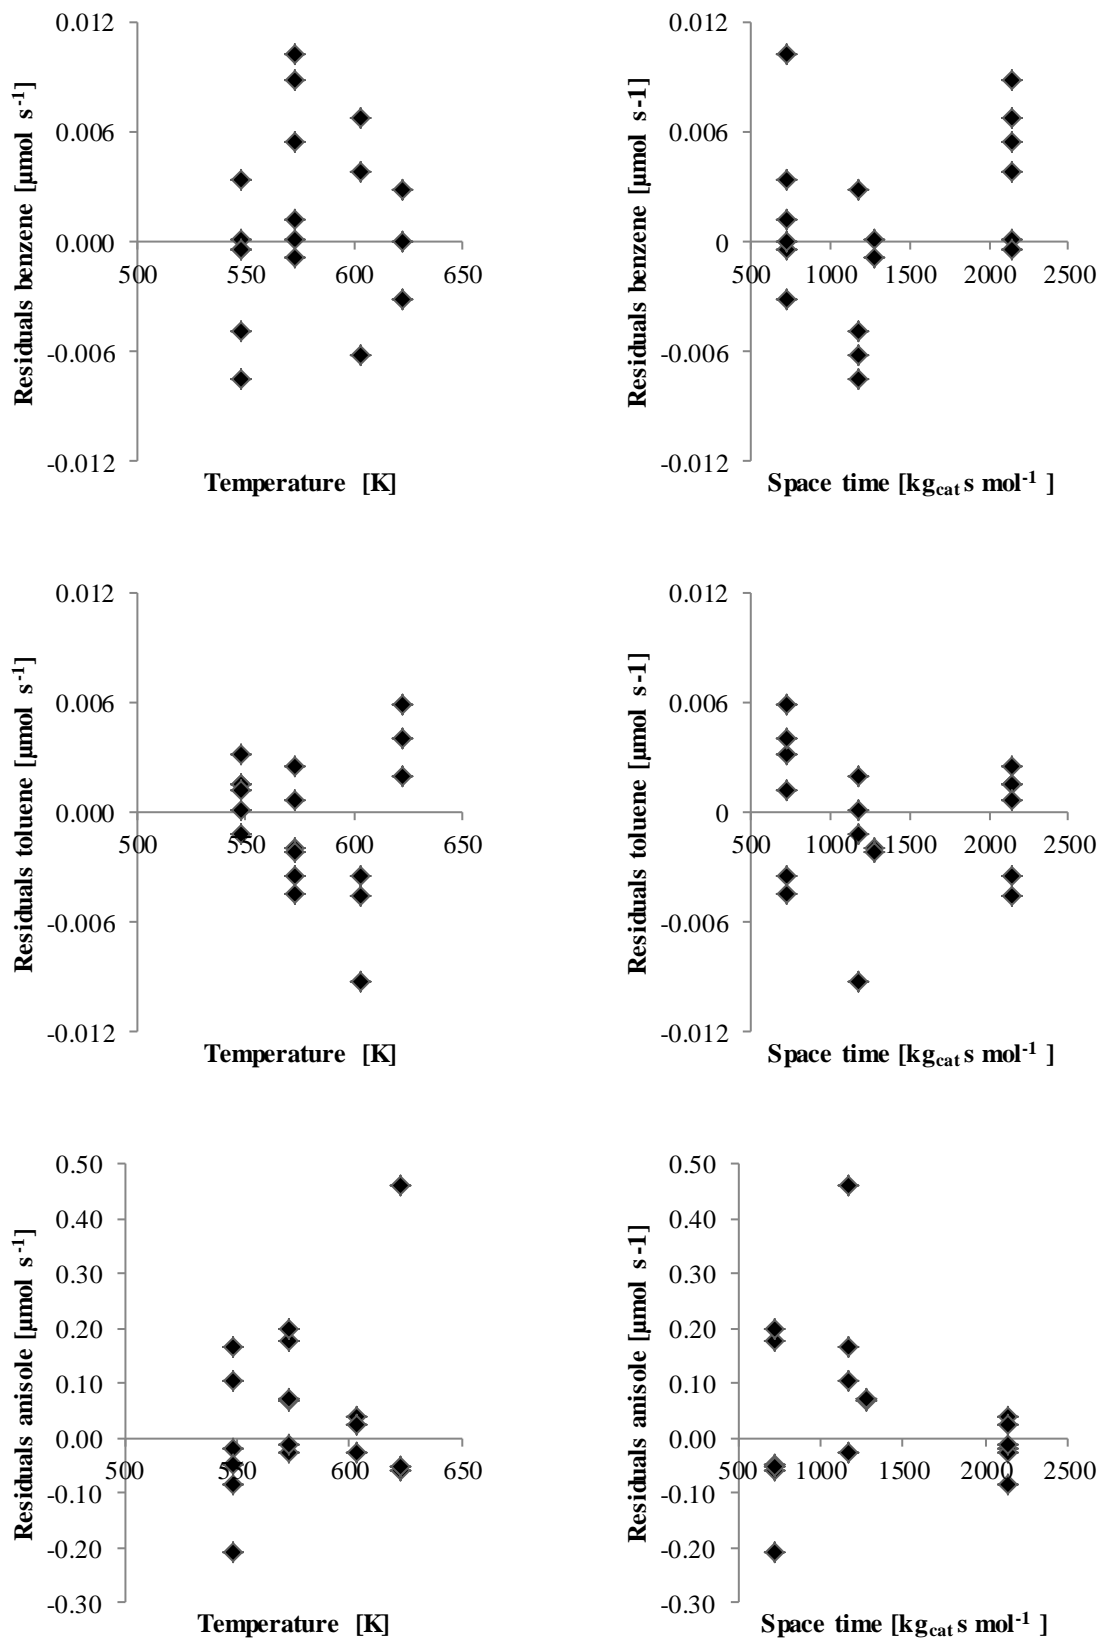 Residuals benzene [µmol s-1]
0.012
0.006
0.000
-0.006
-0.012
500 550 600 650
Temperature [K]
Residuals benzene [µmol s-1]
0.012
0.006
0
-0.006
-0.012
500 1000 1500 2000 2500
Space time [kgcat s mol-1 ]
Residuals toluene [µmol s-1]
0.012
0.006
0.000
-0.006
-0.012
500 550 600 650
Temperature [K]
Residuals toluene [µmol s-1]
0.012
0.006
0
-0.006
-0.012
500 1000 1500 2000 2500
Space time [kgcat s mol-1 ]
Residuals anisole [µmol s-1]
0.50
0.40
0.30
0.20
0.10
0.00
-0.10
-0.20
-0.30
500 550 600 650
Temperature [K]
Residuals anisole [µmol s-1]
0.50
0.40
0.30
0.20
0.10
0.00
-0.10
-0.20
-0.30
500 1000 1500 2000 2500
Space time [kgcat s mol-1 ]